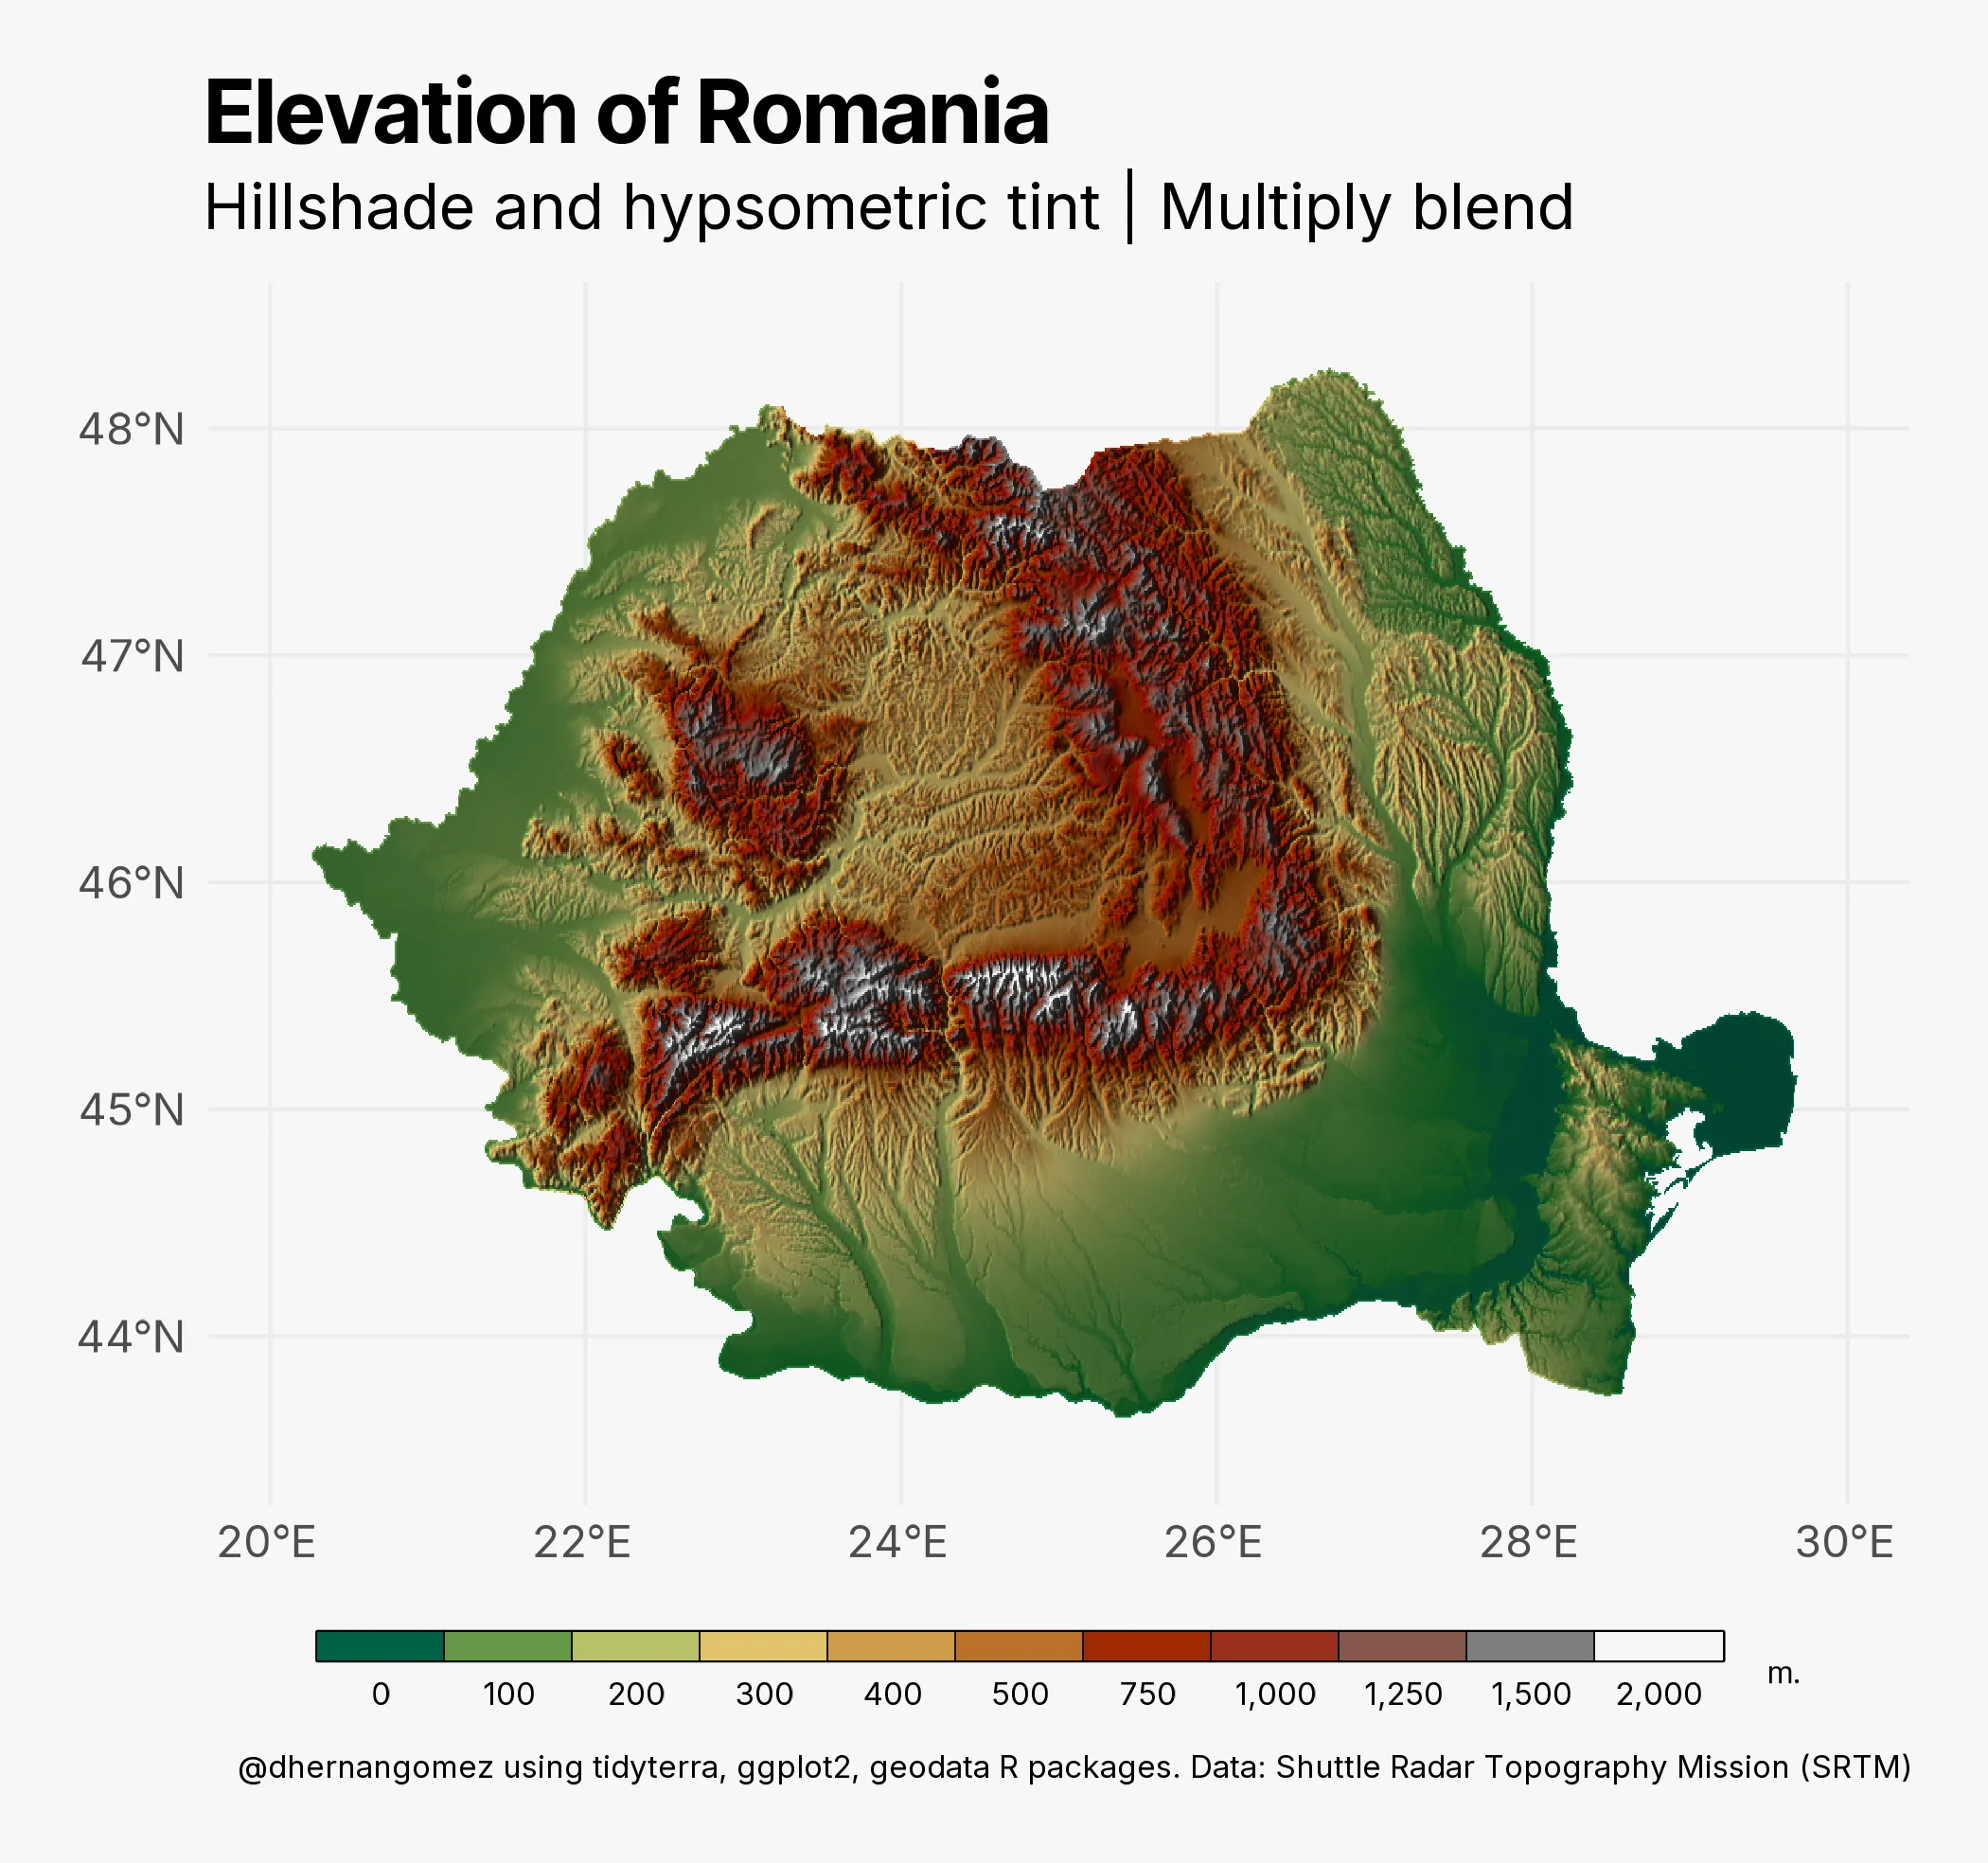 Elevation of Romania
Hillshade and hypsometric tint | Multiply blend
48°N
47°N
46°N
45°N
44°N
20°E 22°E 24°E 26°E 28°E 30°E
0 100 200 300 400 500 750 1,000 1,250 1,500 2,000 m.
@dhernangomez using tidyterra, ggplot2, geodata R packages. Data: Shuttle Radar Topography Mission (SRTM)